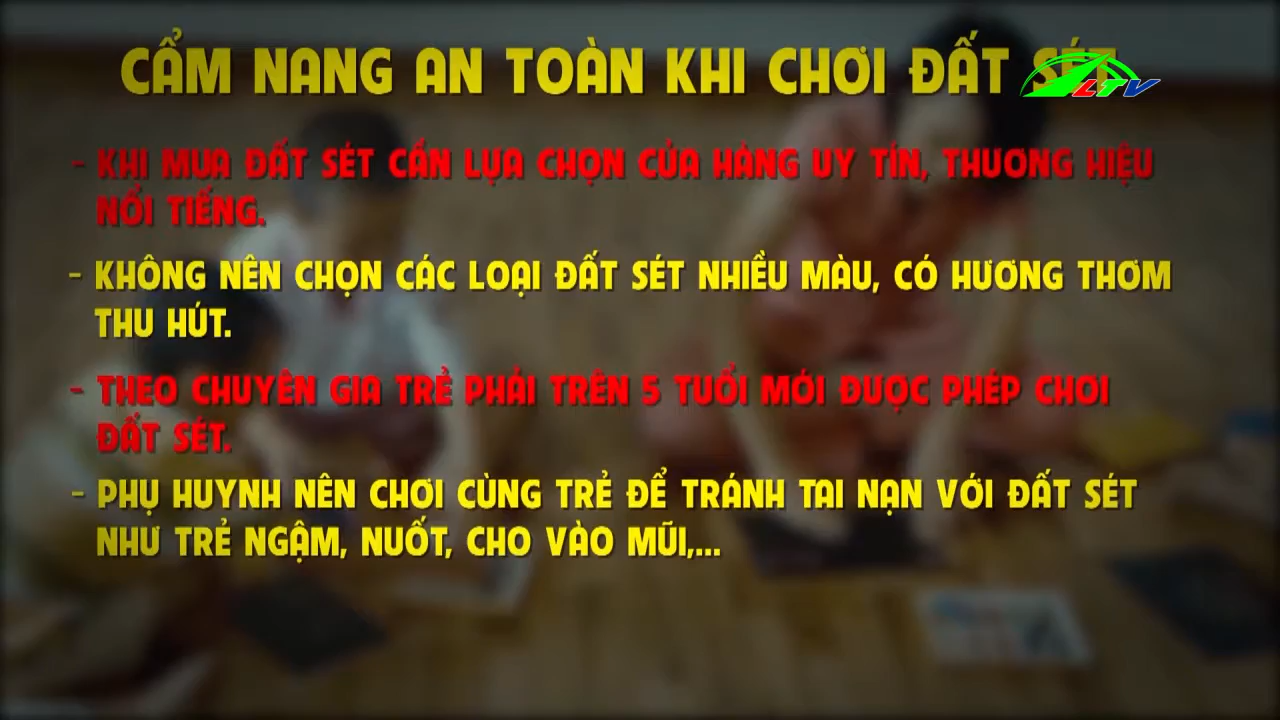 CẨM NANG AN TOÀN KHI CHƠI ĐẤT SÉT
LTV
- KHI MUA ĐẤT SÉT CẦN LỰA CHỌN CỬA HÀNG UY TÍN, THƯƠNG HIỆU
NỔI TIẾNG.
- KHÔNG NÊN CHỌN CÁC LOẠI ĐẤT SÉT NHIỀU MÀU, CÓ HƯƠNG THƠM
THU HÚT.
- THEO CHUYÊN GIA TRẺ PHẢI TRÊN 5 TUỔI MỚI ĐƯỢC PHÉP CHƠI
ĐẤT SÉT.
- PHỤ HUYNH NÊN CHƠI CÙNG TRẺ ĐỂ TRÁNH TAI NẠN VỚI ĐẤT SÉT
NHƯ TRẺ NGẬM, NUỐT, CHO VÀO MŨI,...